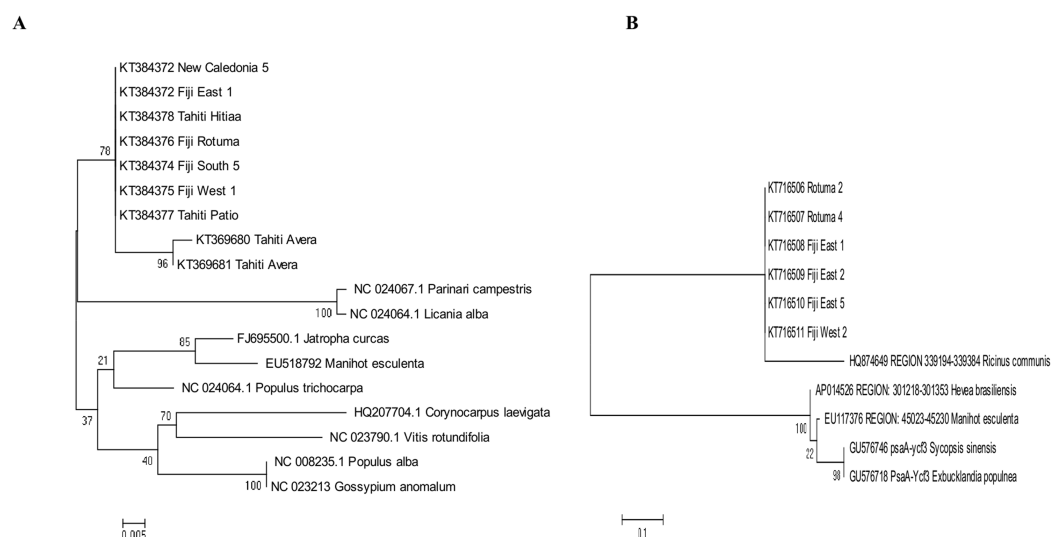 A
KT384372 New Caledonia 5
KT384372 Fiji East 1
KT384378 Tahiti Hitiaa
KT384376 Fiji Rotuma
78
KT384374 Fiji South 5
KT384375 Fiji West 1
KT384377 Tahiti Patio
KT369680 Tahiti Avera
96
KT369681 Tahiti Avera
NC 024067.1 Parinari campestris
100
NC 024064.1 Licania alba
FJ695500.1 Jatropha curcas
85
EU518792 Manihot esculenta
21
NC 024064.1 Populus trichocarpa
37
HQ207704.1 Corynocarpus laevigata
70
NC 023790.1 Vitis rotundifolia
40
NC 008235.1 Populus alba
100
NC 023213 Gossypium anomalum
0.005
B
KT716506 Rotuma 2
KT716507 Rotuma 4
KT716508 Fiji East 1
KT716509 Fiji East 2
KT716510 Fiji East 5
KT716511 Fiji West 2
HQ874649 REGION 339194-339384 Ricinus communis
AP014526 REGION: 301218-301353 Hevea brasiliensis
100
EU117376 REGION: 45023-45230 Manihot esculenta
22
GU576746 psaA-ycf3 Sycopsis sinensis
98
GU576718 PsaA-Ycf3 Exbucklandia populnea
0.1